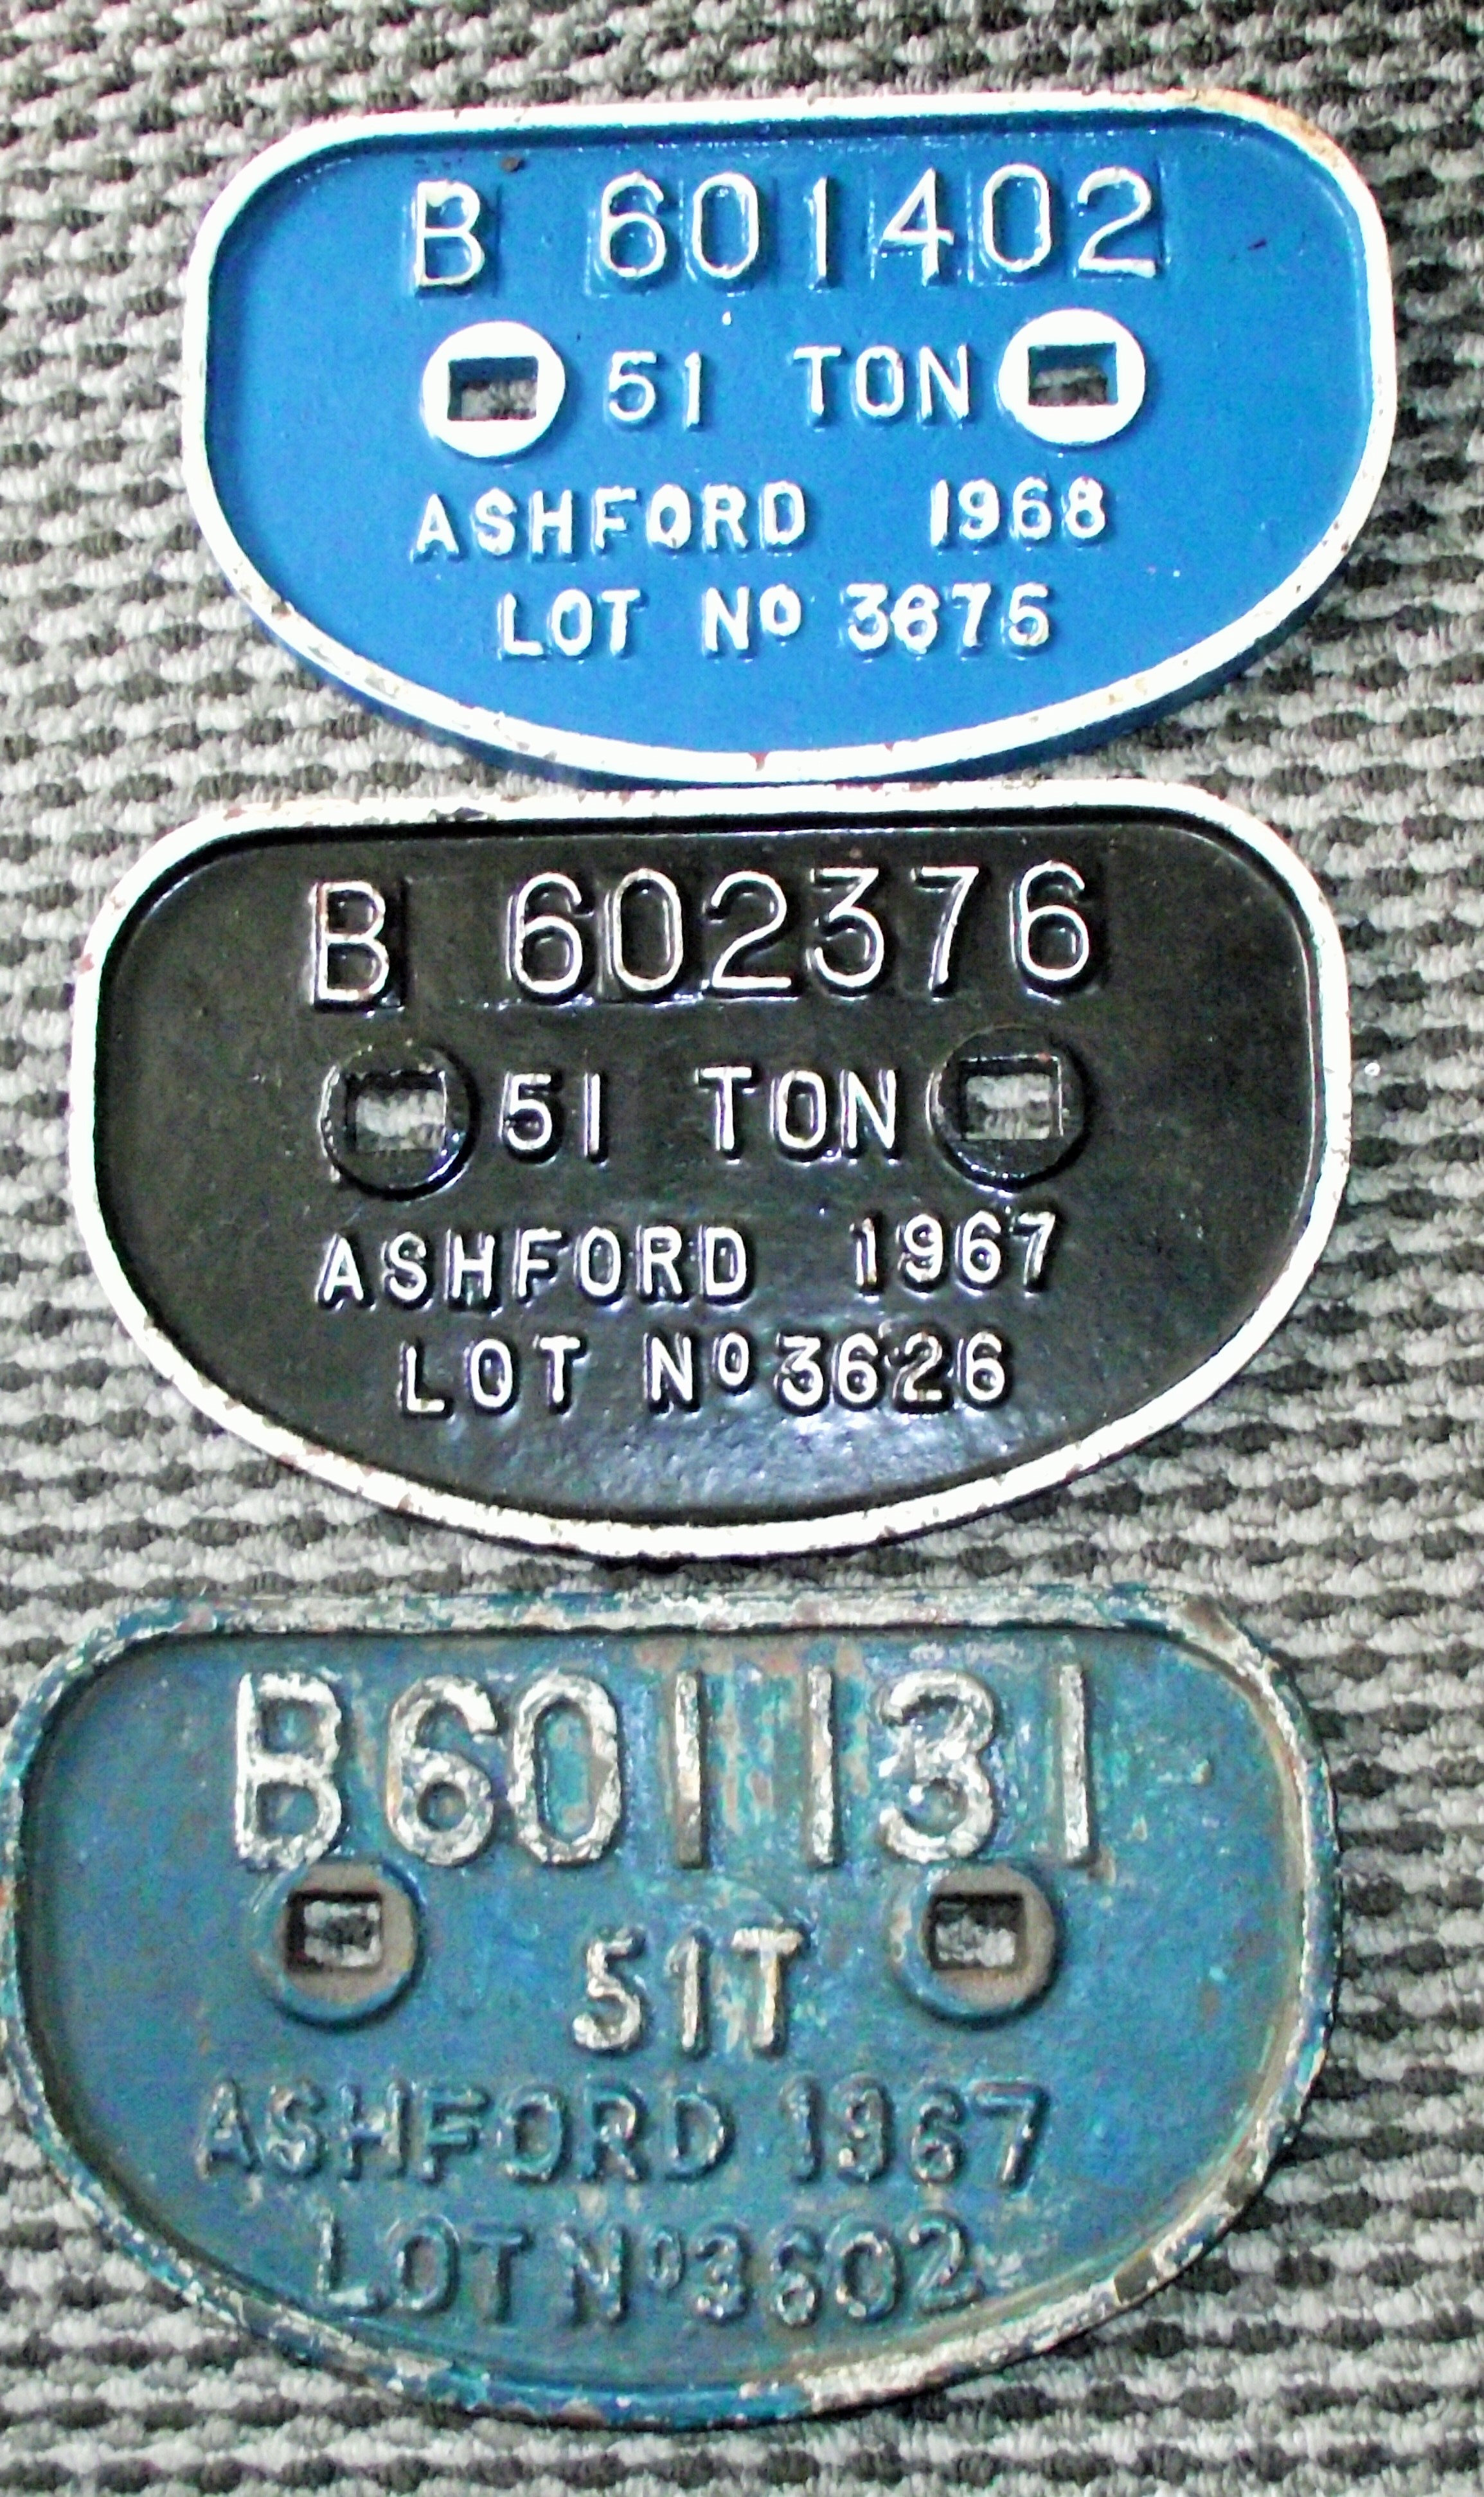 B 601402
51 TON
ASHFORD 1968
LOT Nº 3675
B 602376
51 TON
ASHFORD 1967
LOT Nº 3626
B601131
51T
ASHFORD 1967
LOT Nº 3602